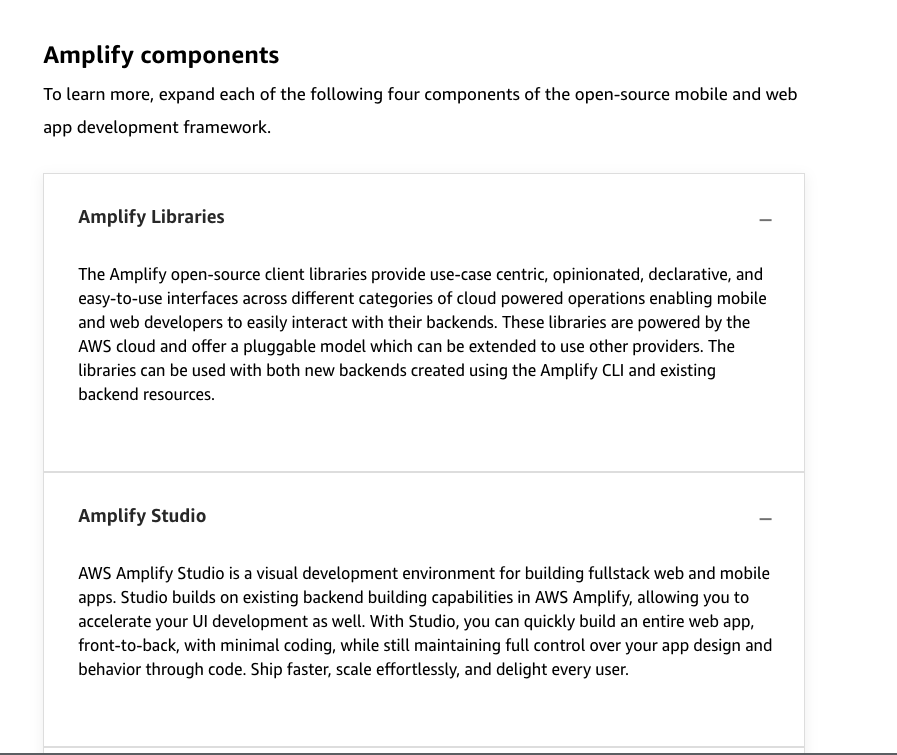 Amplify components
To learn more, expand each of the following four components of the open-source mobile and web
app development framework.
Amplify Libraries
The Amplify open-source client libraries provide use-case centric, opinionated, declarative, and
easy-to-use interfaces across different categories of cloud powered operations enabling mobile
and web developers to easily interact with their backends. These libraries are powered by the
AWS cloud and offer a pluggable model which can be extended to use other providers. The
libraries can be used with both new backends created using the Amplify CLI and existing
backend resources.
Amplify Studio
AWS Amplify Studio is a visual development environment for building fullstack web and mobile
apps. Studio builds on existing backend building capabilities in AWS Amplify, allowing you to
accelerate your UI development as well. With Studio, you can quickly build an entire web app,
front-to-back, with minimal coding, while still maintaining full control over your app design and
behavior through code. Ship faster, scale effortlessly, and delight every user.